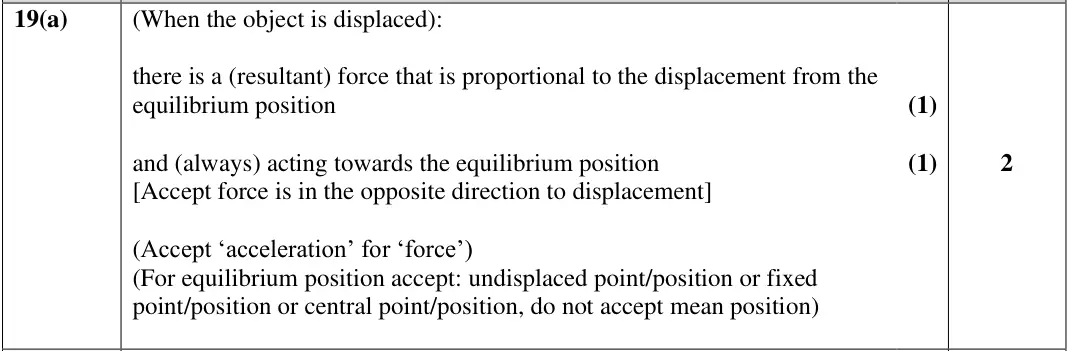 19(a) (When the object is displaced):
there is a (resultant) force that is proportional to the displacement from the
equilibrium position (1)
and (always) acting towards the equilibrium position (1) 2
[Accept force is in the opposite direction to displacement]
(Accept ‘acceleration’ for ‘force’)
(For equilibrium position accept: undisplaced point/position or fixed
point/position or central point/position, do not accept mean position)